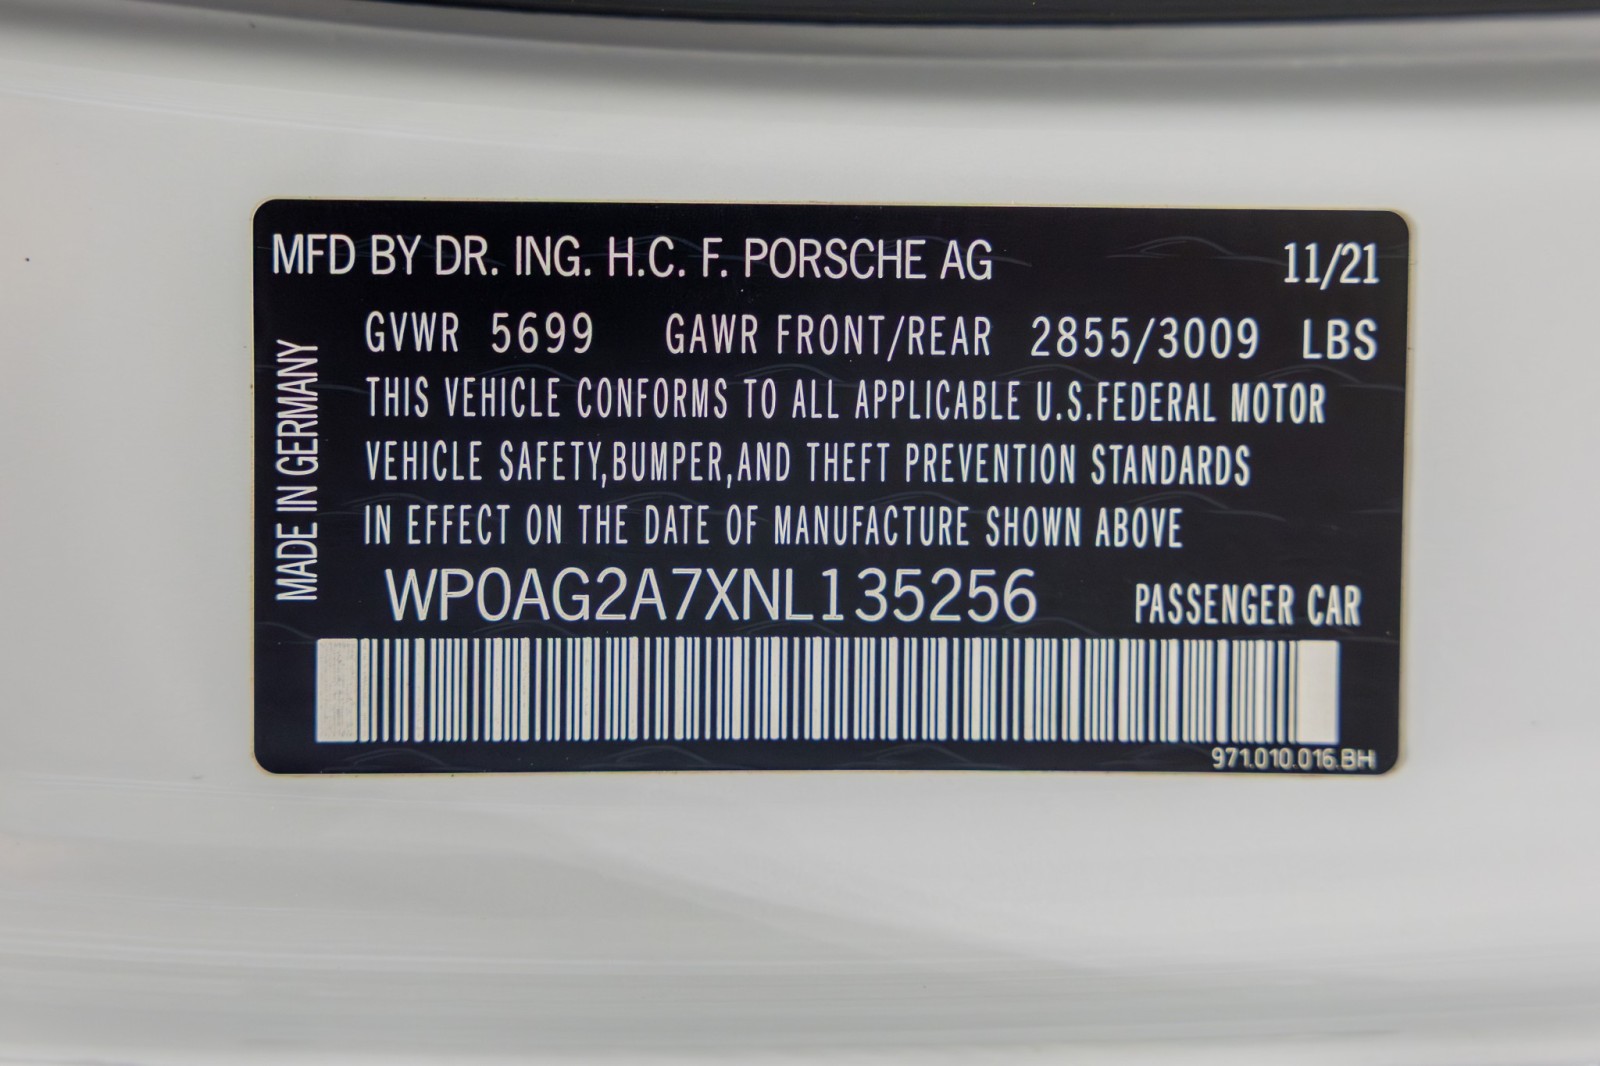 MFD BY DR. ING. H.C. F. PORSCHE AG 11/21
GVWR 5699 GAWR FRONT/REAR 2855/3009 LBS
THIS VEHICLE CONFORMS TO ALL APPLICABLE U.S.FEDERAL MOTOR
VEHICLE SAFETY,BUMPER,AND THEFT PREVENTION STANDARDS
IN EFFECT ON THE DATE OF MANUFACTURE SHOWN ABOVE
MADE IN GERMANY
WP0AG2A7XNL135256 PASSENGER CAR
971.010.016.BH